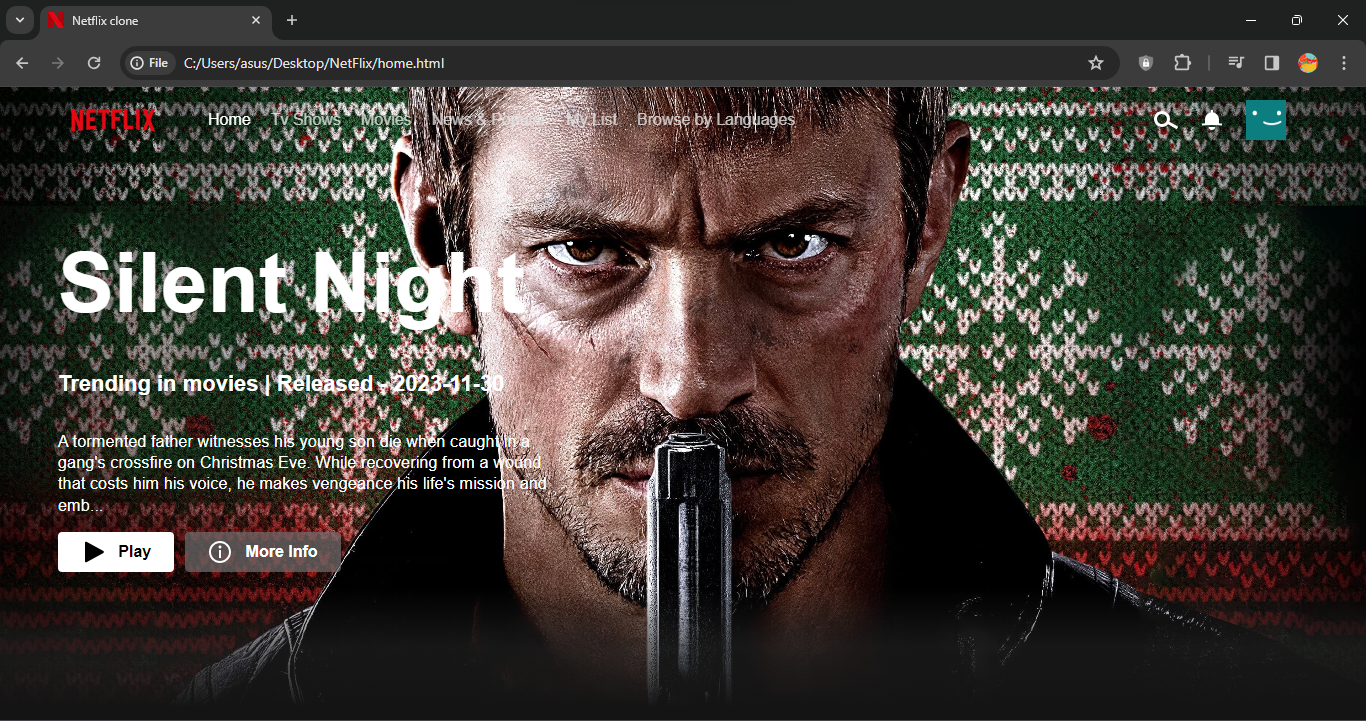 Netflix clone
File C:/Users/asus/Desktop/NetFlix/home.html
NETFLIX Home Tv Shows Movies News & Popular My List Browse by Languages
Silent Night
Trending in movies | Released - 2023-11-30
A tormented father witnesses his young son die when caught in a
gang's crossfire on Christmas Eve. While recovering from a wound
that costs him his voice, he makes vengeance his life's mission and
emb...
Play More Info